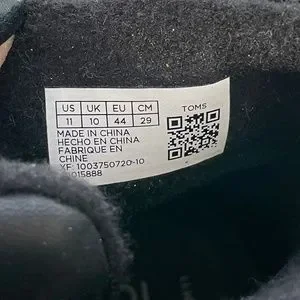 US UK EU CM
11 10 44 29
TOMS
MADE IN CHINA
HECHO EN CHINA
FABRIQUE EN
CHINE
YF: 1003750720-10